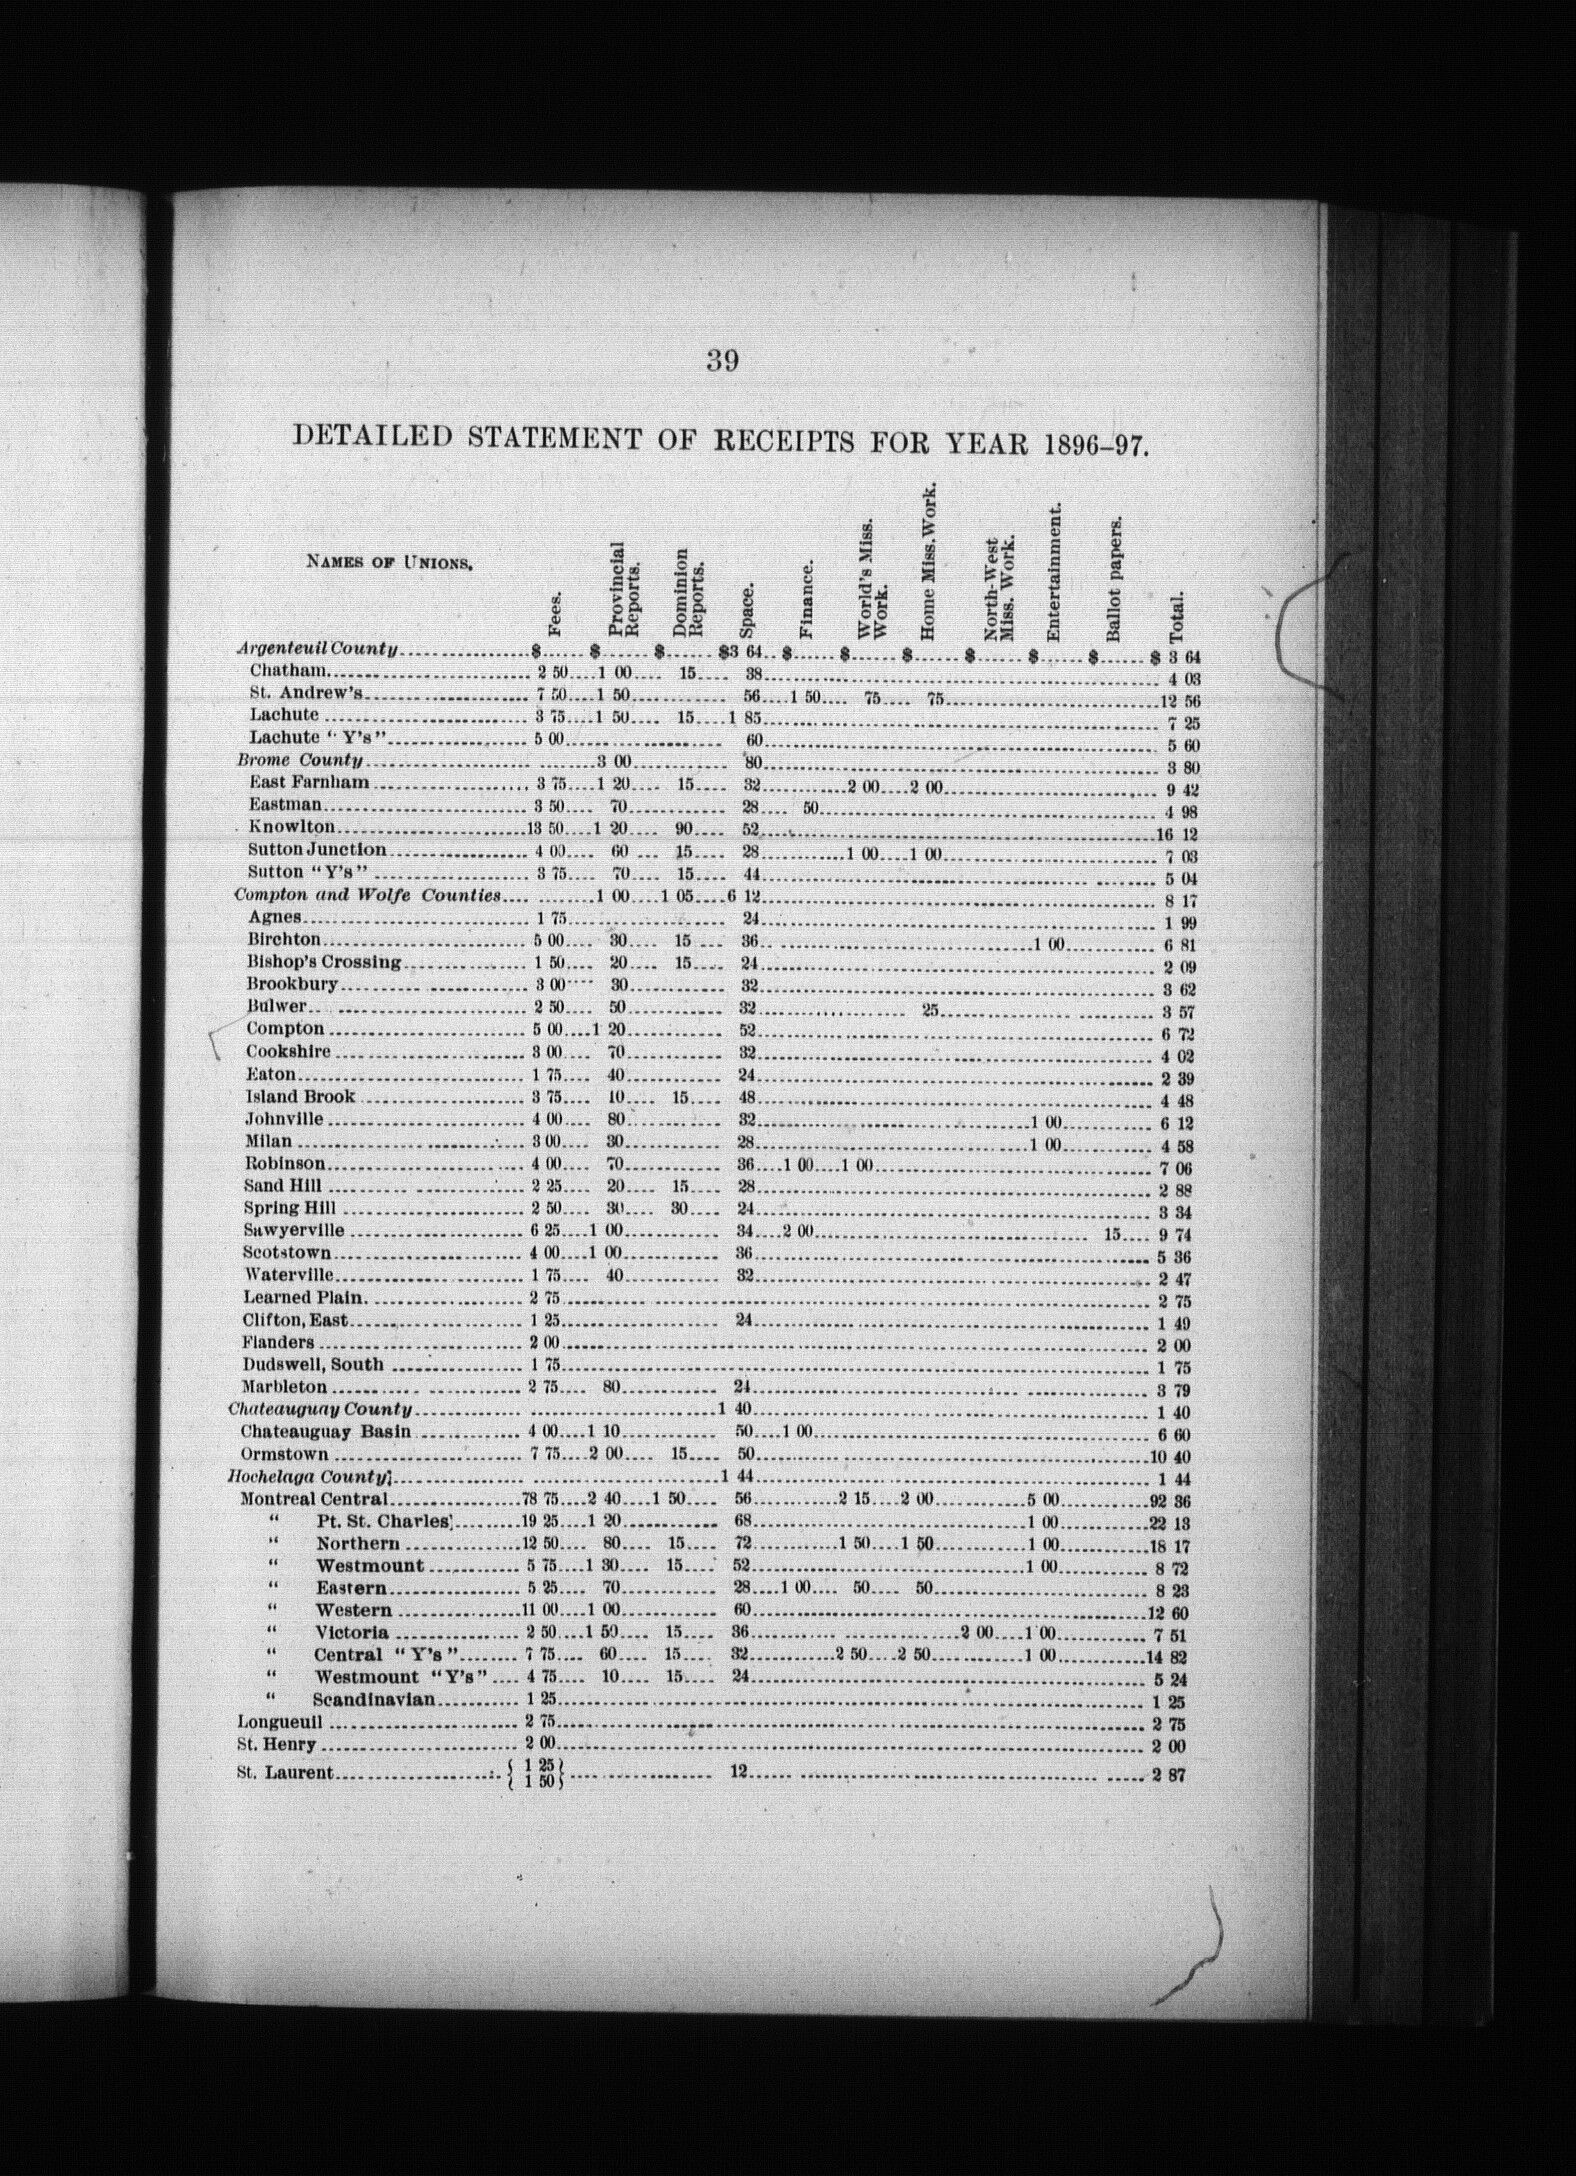 39
DETAILED STATEMENT OF RECEIPTS FOR YEAR 1896–97.
NAMES OF UNIONS. Fees. Provincial Reports. Dominion Reports. Space. Finance. World's Miss. Work. Home Miss. Work. North-West Miss. Work. Entertainment. Ballot papers. Total.
Argenteuil County $ $ $ $3 64 $ $ $ $ $ $ $ 3 64
Chatham 2 50 1 00 15 38 4 03
St. Andrew's 7 50 1 50 56 1 50 75 75 12 56
Lachute 3 75 1 50 15 1 85 7 25
Lachute "Y's" 5 00 60 5 60
Brome County 3 00 80 3 80
East Farnham 3 75 1 20 15 32 2 00 2 00 9 42
Eastman 3 50 70 28 50 4 98
Knowlton 13 50 1 20 90 52 16 12
Sutton Junction 4 00 60 15 28 1 00 1 00 7 03
Sutton "Y's" 3 75 70 15 44 5 04
Compton and Wolfe Counties 1 00 1 05 6 12 8 17
Agnes 1 75 24 1 99
Birchton 5 00 30 15 36 1 00 6 81
Bishop's Crossing 1 50 20 15 24 2 09
Brookbury 3 00 30 32 3 62
Bulwer 2 50 50 32 25 3 57
Compton 5 00 1 20 52 6 72
Cookshire 3 00 70 32 4 02
Eaton 1 75 40 24 2 39
Island Brook 3 75 10 15 48 4 48
Johnville 4 00 80 32 1 00 6 12
Milan 3 00 30 28 1 00 4 58
Robinson 4 00 70 36 1 00 1 00 7 06
Sand Hill 2 25 20 15 28 2 88
Spring Hill 2 50 30 30 24 3 34
Sawyerville 6 25 1 00 34 2 00 15 9 74
Scotstown 4 00 1 00 36 5 36
Waterville 1 75 40 32 2 47
Learned Plain. 2 75 2 75
Clifton, East 1 25 24 1 49
Flanders 2 00 2 00
Dudswell, South 1 75 1 75
Marbleton 2 75 80 24 3 79
Chateauguay County 1 40 1 40
Chateauguay Basin 4 00 1 10 50 1 00 6 60
Ormstown 7 75 2 00 15 50 10 40
Hochelaga County; 1 44 1 44
Montreal Central 78 75 2 40 1 50 56 2 15 2 00 5 00 92 36
" Pt. St. Charles 19 25 1 20 68 1 00 22 13
" Northern 12 50 80 15 72 1 50 1 50 1 00 18 17
" Westmount 5 75 1 30 15 52 1 00 8 72
" Eastern 5 25 70 28 1 00 50 50 8 23
" Western 11 00 1 00 60 12 60
" Victoria 2 50 1 50 15 36 2 00 1 00 7 51
" Central "Y's" 7 75 60 15 32 2 50 2 50 1 00 14 82
" Westmount "Y's" 4 75 10 15 24 5 24
" Scandinavian 1 25 1 25
Longueuil 2 75 2 75
St. Henry 2 00 2 00
St. Laurent { 1 25 } { 1 50 } 12 2 87